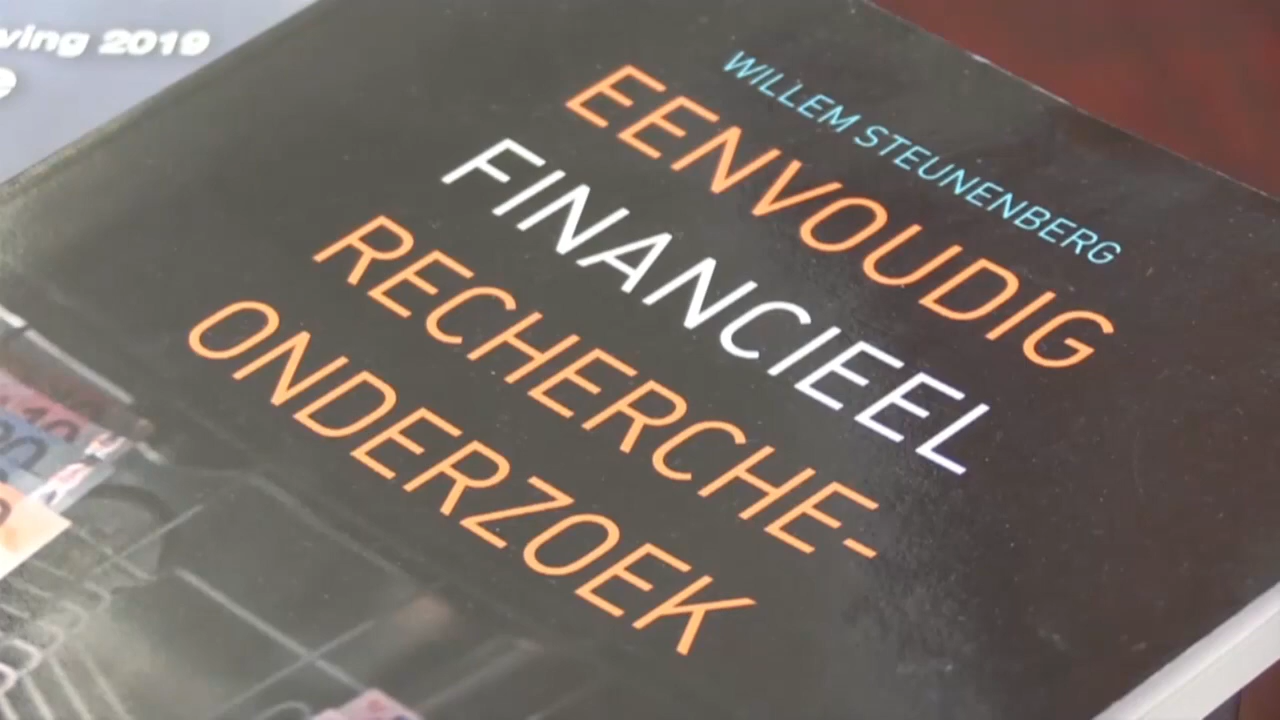 ving 2019
e
WILLEM STEUNENBERG
EENVOUDIG
FINANCIEEL
RECHERCHE-
ONDERZOEK